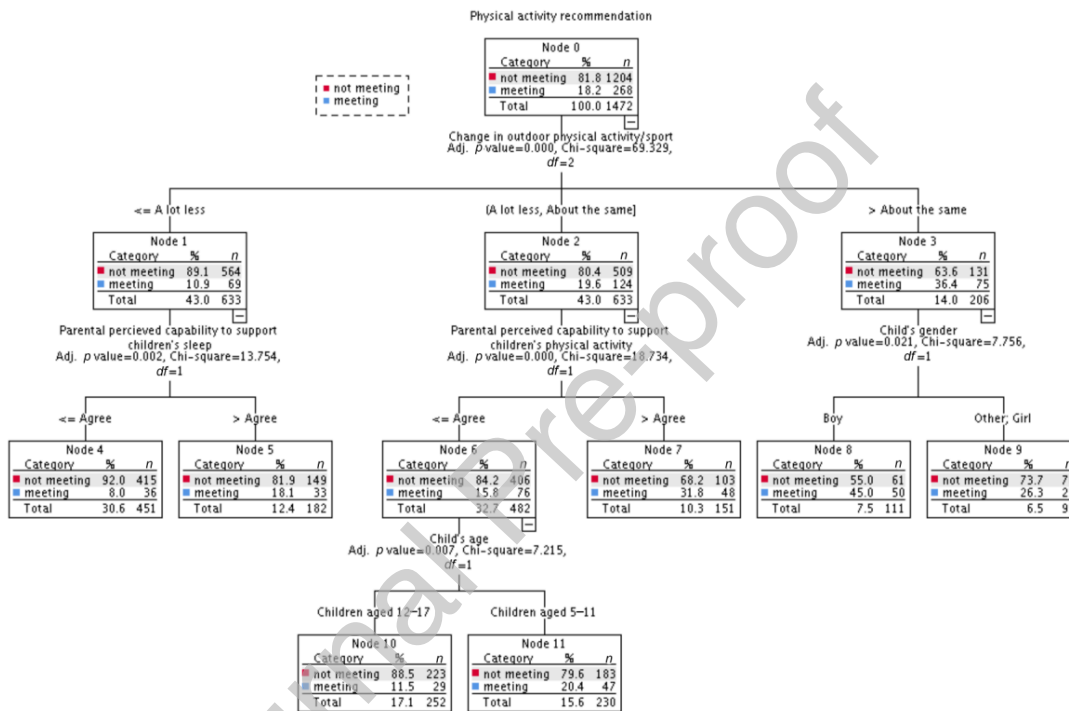 Physical activity recommendation
Node 0
Category % n
not meeting 81.8 1204
meeting 18.2 268
Total 100.0 1472
not meeting
meeting
Change in outdoor physical activity/sport
Adj. p value=0.000, Chi-square=69.329,
df=2
<= A lot less
(A lot less, About the same]
> About the same
Node 1
Category % n
not meeting 89.1 564
meeting 10.9 69
Total 43.0 633
Node 2
Category % n
not meeting 80.4 509
meeting 19.6 124
Total 43.0 633
Node 3
Category % n
not meeting 63.6 131
meeting 36.4 75
Total 14.0 206
Parental percieved capability to support
children's sleep
Adj. p value=0.002, Chi-square=13.754,
df=1
Parental perceived capability to support
children's physical activity
Adj. p value=0.000, Chi-square=18.734,
df=1
Child's gender
Adj. p value=0.021, Chi-square=7.756,
df=1
<= Agree
> Agree
<= Agree
> Agree
Boy
Other; Girl
Node 4
Category % n
not meeting 92.0 415
meeting 8.0 36
Total 30.6 451
Node 5
Category % n
not meeting 81.9 149
meeting 18.1 33
Total 12.4 182
Node 6
Category % n
not meeting 84.2 406
meeting 15.8 76
Total 32.7 482
Node 7
Category % n
not meeting 68.2 103
meeting 31.8 48
Total 10.3 151
Node 8
Category % n
not meeting 55.0 61
meeting 45.0 50
Total 7.5 111
Node 9
Category % n
not meeting 73.7 7
meeting 26.3 2
Total 6.5 9
Child's age
Adj. p value=0.007, Chi-square=7.215,
df=1
Children aged 12-17
Children aged 5-11
Node 10
Category % n
not meeting 88.5 223
meeting 11.5 29
Total 17.1 252
Node 11
Category % n
not meeting 79.6 183
meeting 20.4 47
Total 15.6 230
rnal Pre-proof